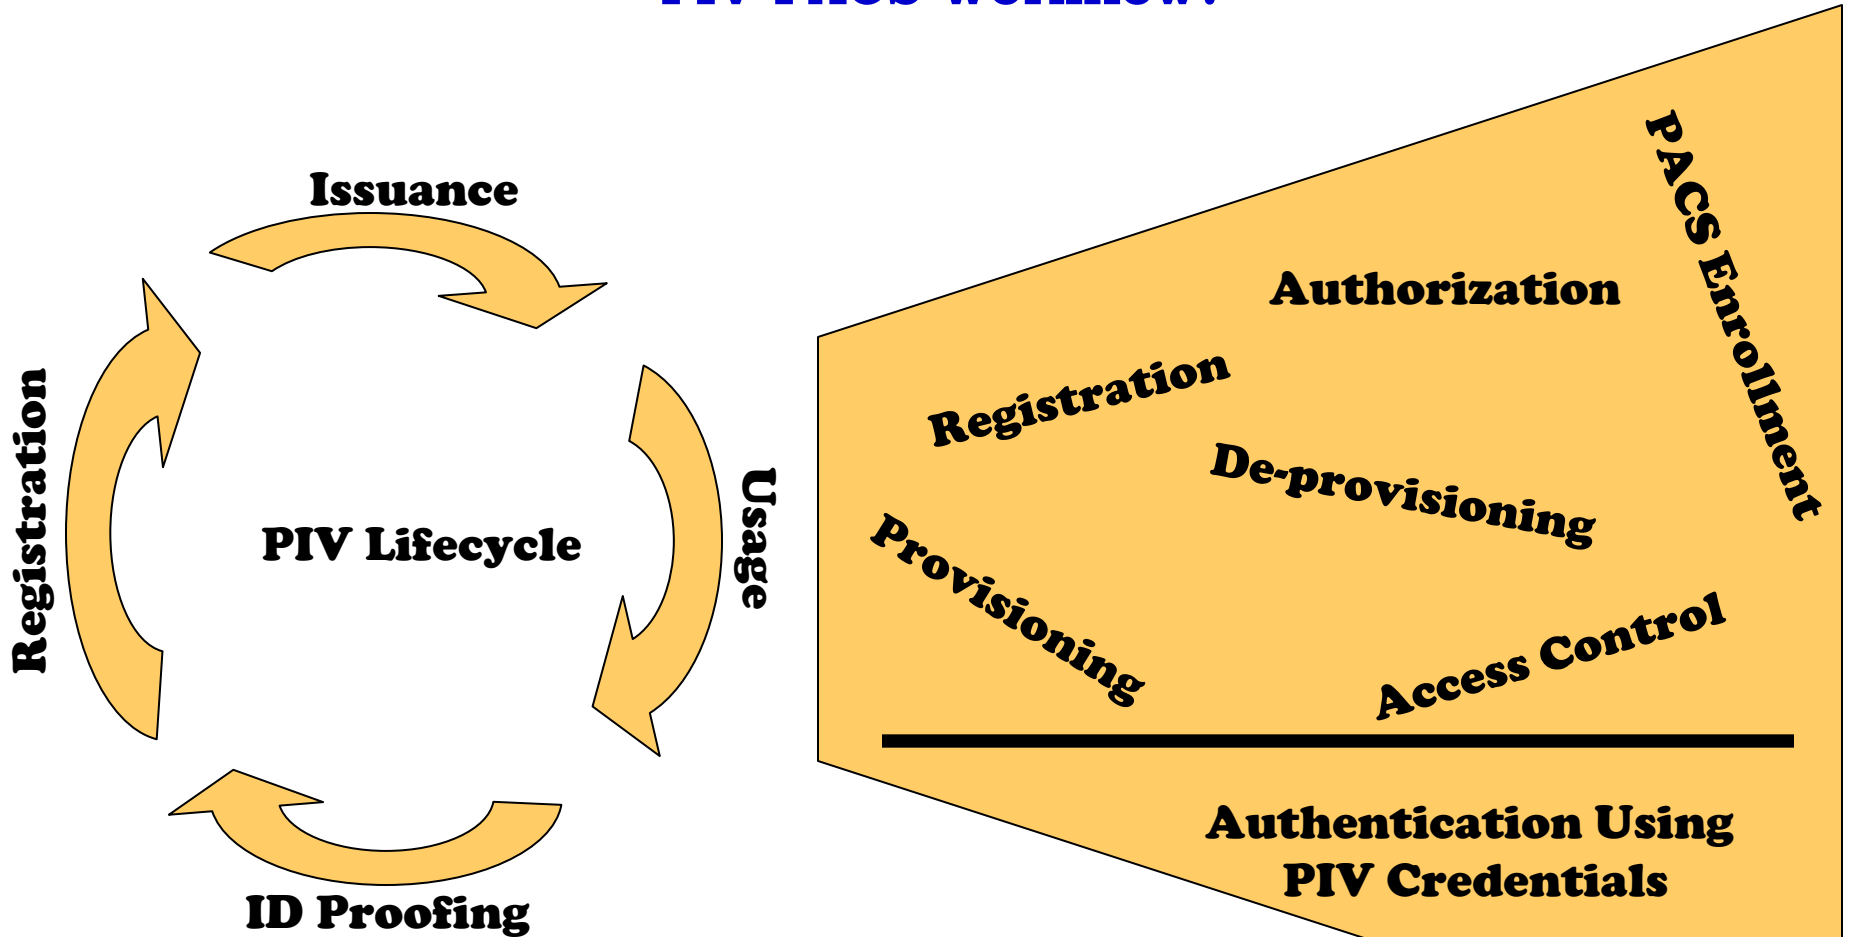 Issuance
Registration
PIV Lifecycle
Usage
ID Proofing
PACS Enrollment
Authorization
Registration
De-provisioning
Provisioning
Access Control
Authentication Using
PIV Credentials